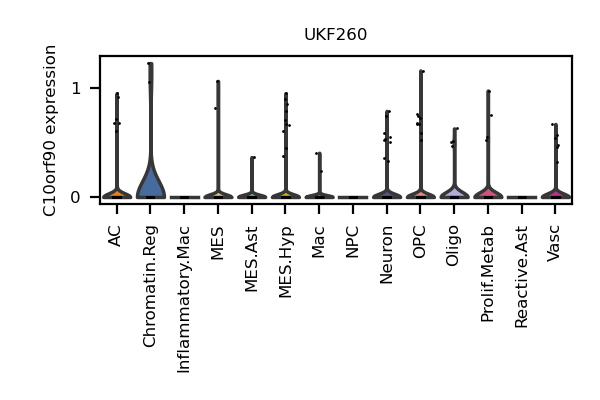 UKF260
C10orf90 expression
1
0
AC
Chromatin.Reg
Inflammatory.Mac
MES
MES.Ast
MES.Hyp
Mac
NPC
Neuron
OPC
Oligo
Prolif.Metab
Reactive.Ast
Vasc